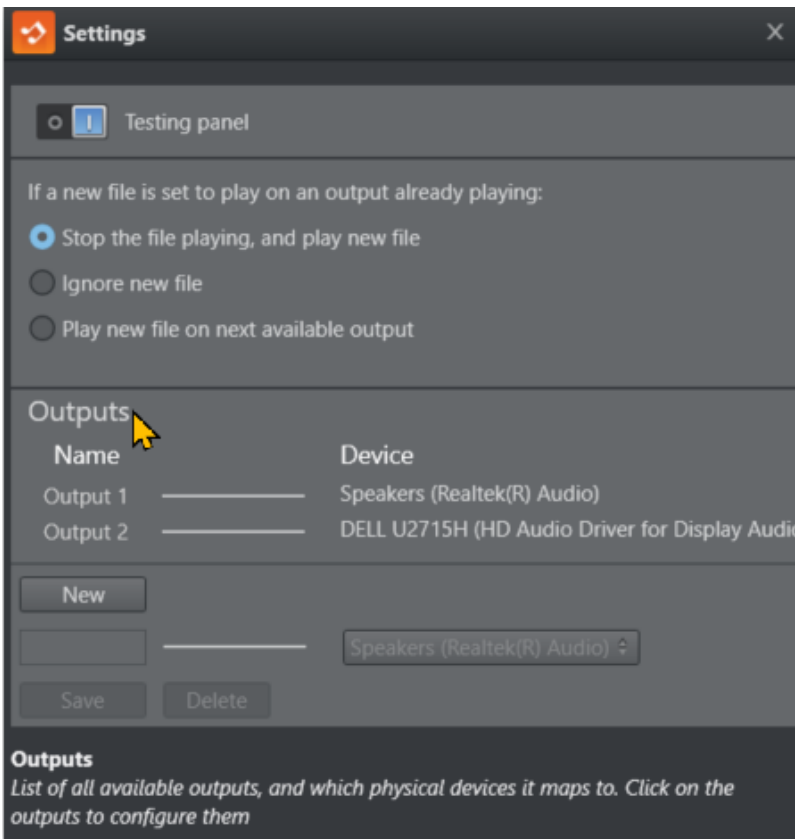 Settings
Testing panel
If a new file is set to play on an output already playing:
Stop the file playing, and play new file
Ignore new file
Play new file on next available output
Outputs
Name Device
Output 1 Speakers (Realtek(R) Audio)
Output 2 DELL U2715H (HD Audio Driver for Display Audio
New
Speakers (Realtek(R) Audio)
Save Delete
Outputs
List of all available outputs, and which physical devices it maps to. Click on the
outputs to configure them